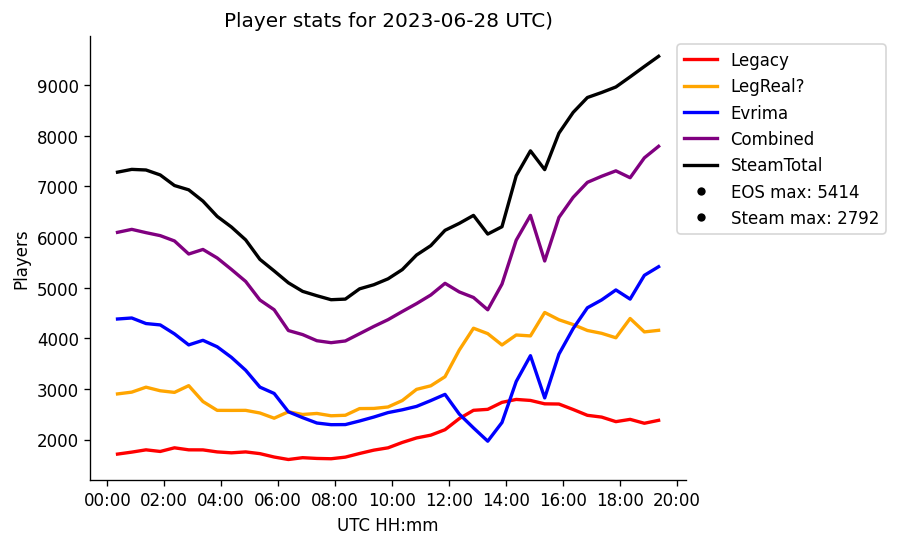 Player stats for 2023-06-28 UTC)
Legacy
LegReal?
Evrima
Combined
SteamTotal
EOS max: 5414
Steam max: 2792
Players
9000
8000
7000
6000
5000
4000
3000
2000
00:00 02:00 04:00 06:00 08:00 10:00 12:00 14:00 16:00 18:00 20:00
UTC HH:mm